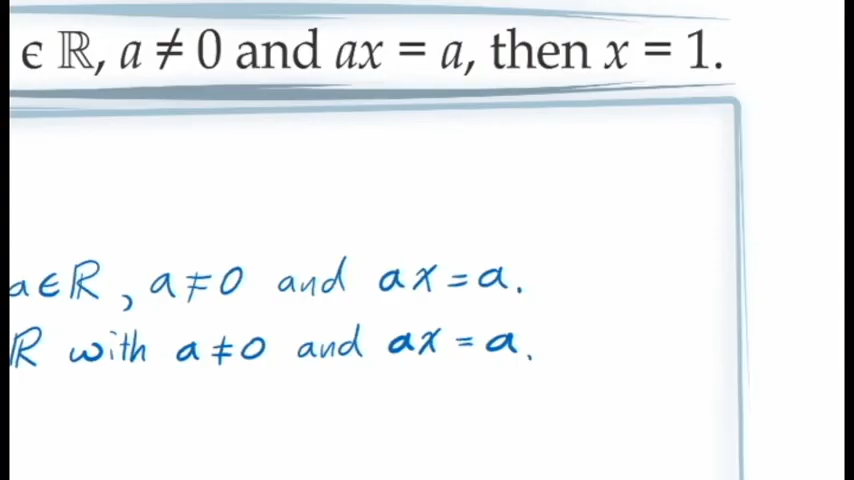 ∈ ℝ, a ≠ 0 and ax = a, then x = 1.
a∈ℝ, a≠0 and ax=a.
ℝ with a≠0 and ax=a.